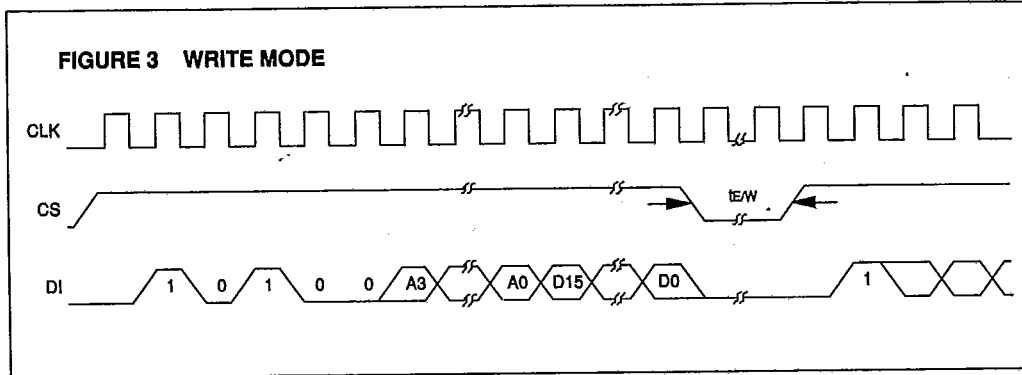 FIGURE 3 WRITE MODE
CLK
CS
tE/W
DI
1 0 1 0 0 A3 A0 D15 D0 1